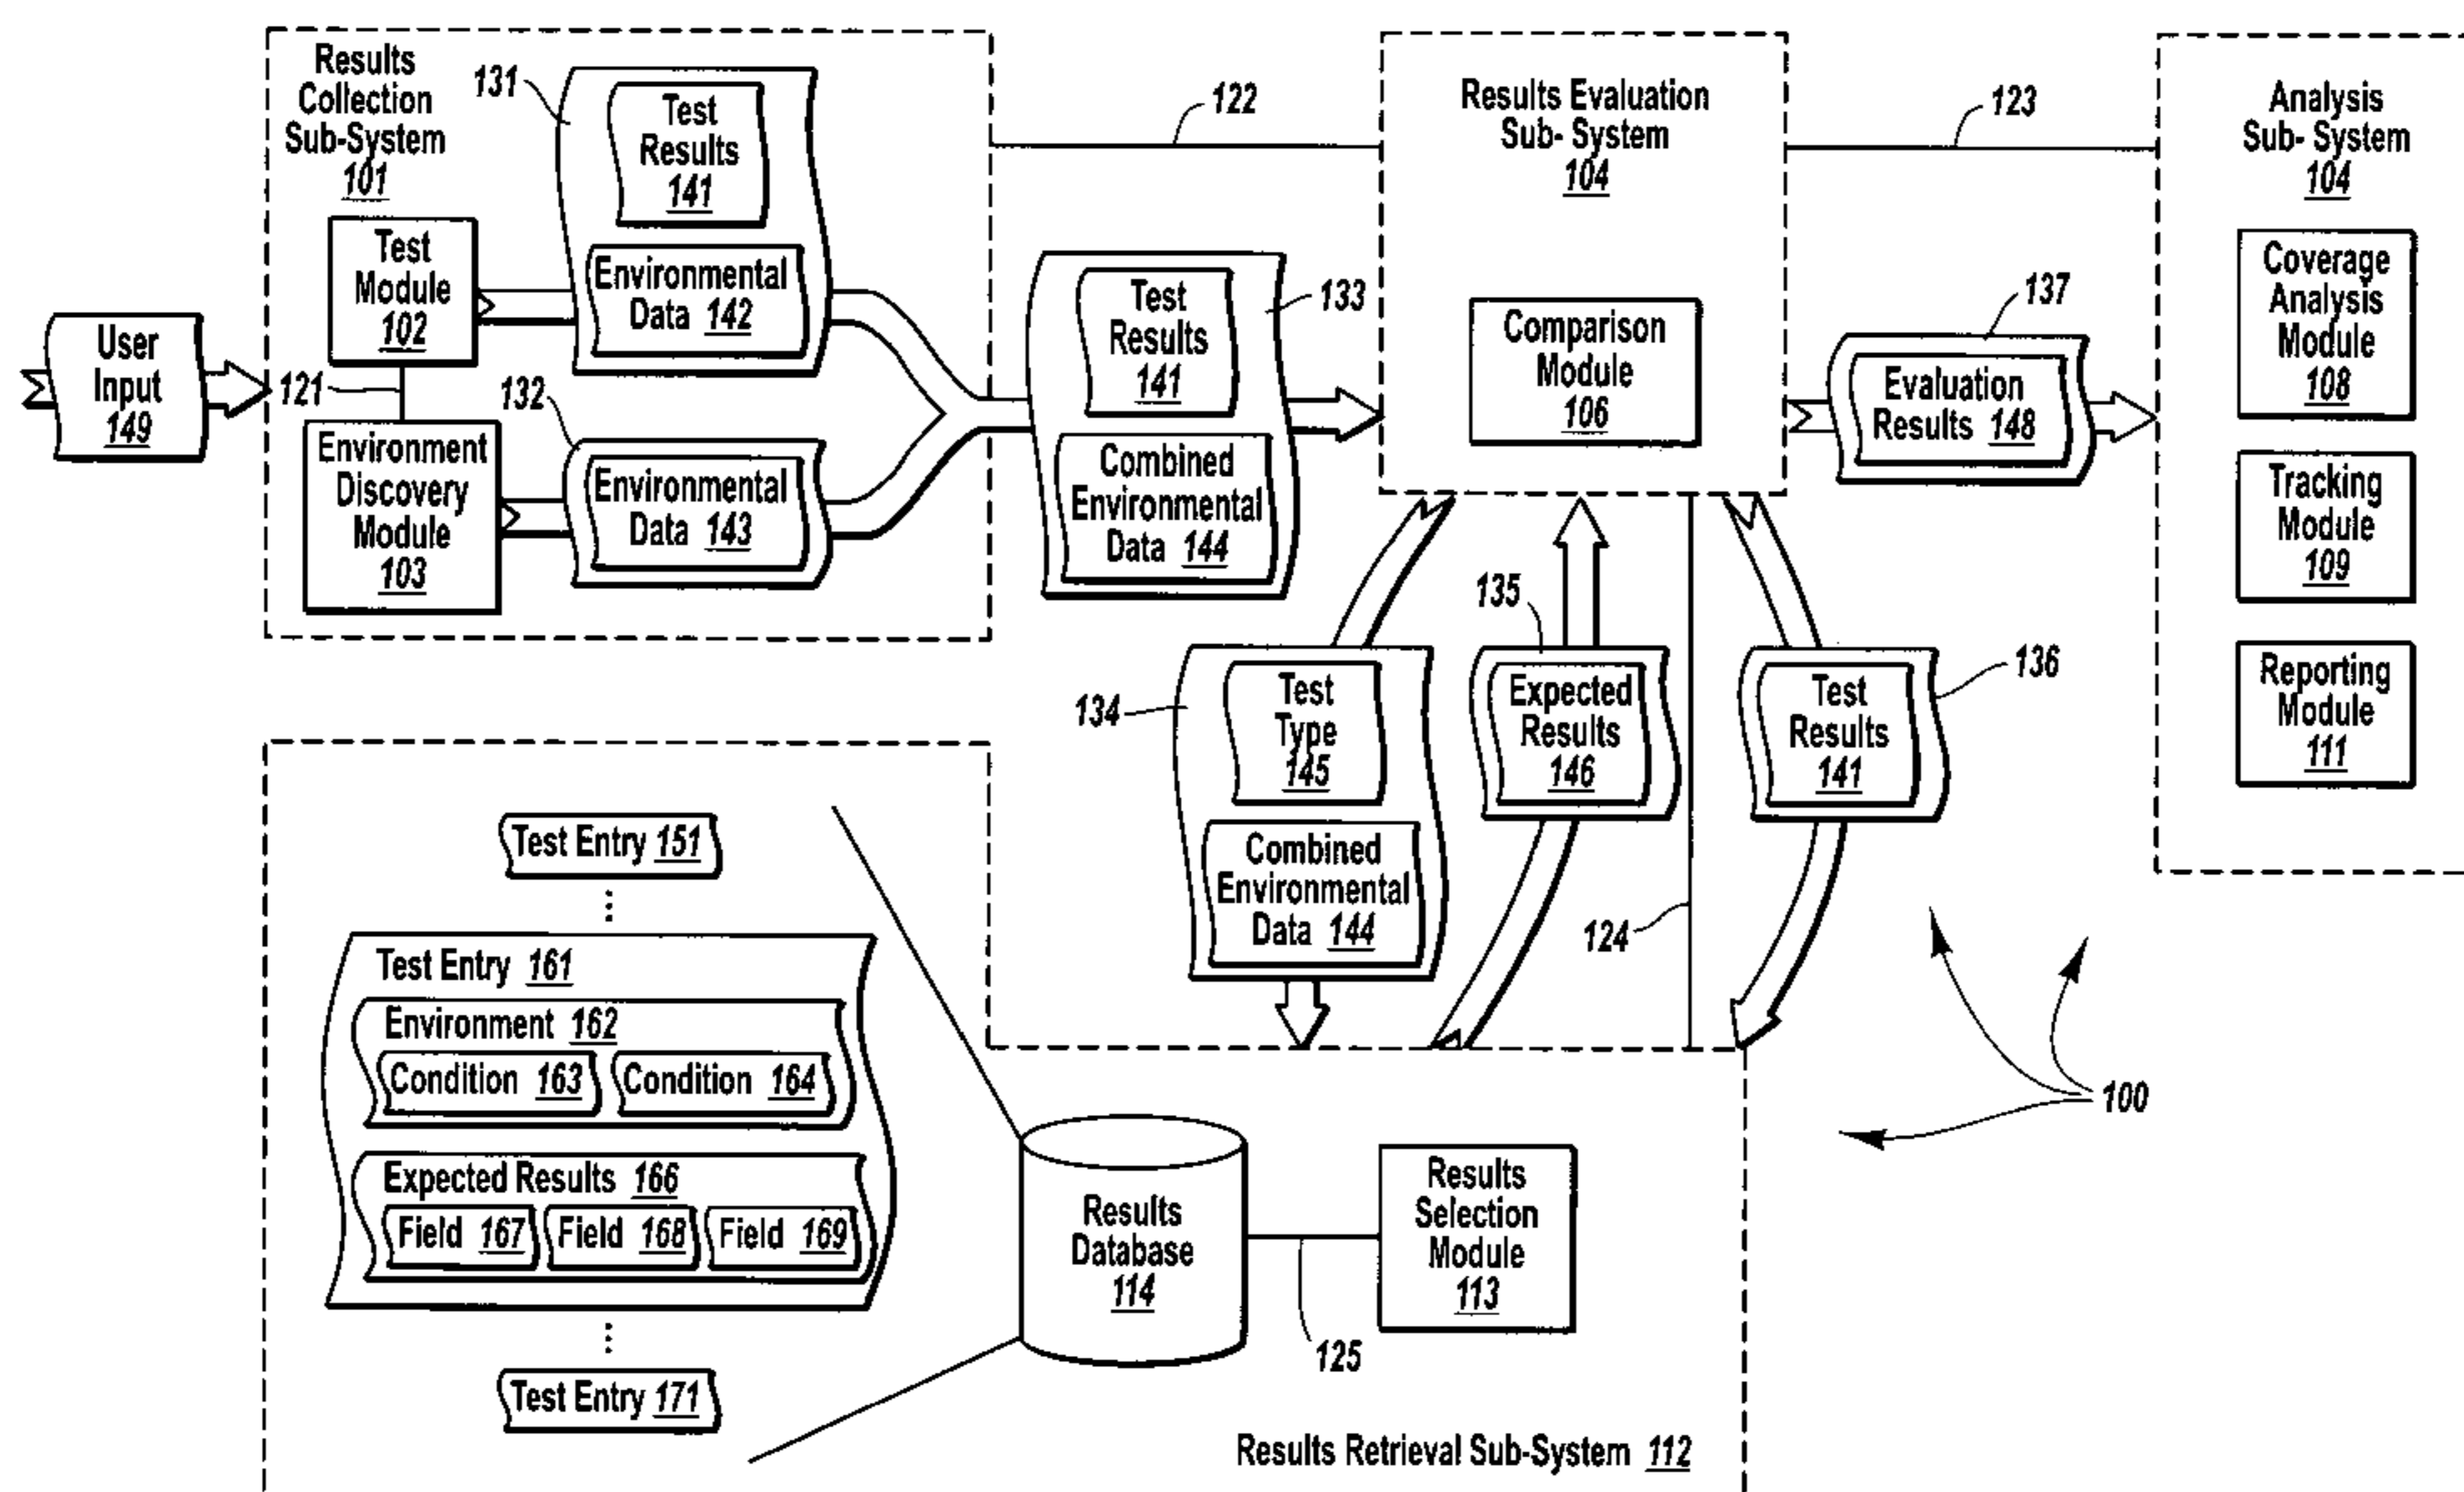 Results
Collection
Sub-System
101
131
Test
Results
141
Environmental
Data 142
Test
Module
102
121
User
Input
149
Environment
Discovery
Module
103
132
Environmental
Data 143
122
133
Test
Results
141
Combined
Environmental
Data 144
Results Evaluation
Sub- System
104
Comparison
Module
106
123
137
Evaluation
Results 148
Analysis
Sub- System
104
Coverage
Analysis
Module
108
Tracking
Module
109
Reporting
Module
111
134
Test
Type
145
Combined
Environmental
Data 144
135
Expected
Results
146
124
136
Test
Results
141
100
Test Entry 151
Test Entry 161
Environment 162
Condition 163
Condition 164
Expected Results 166
Field 167
Field 168
Field 169
Test Entry 171
Results
Database
114
125
Results
Selection
Module
113
Results Retrieval Sub-System 112